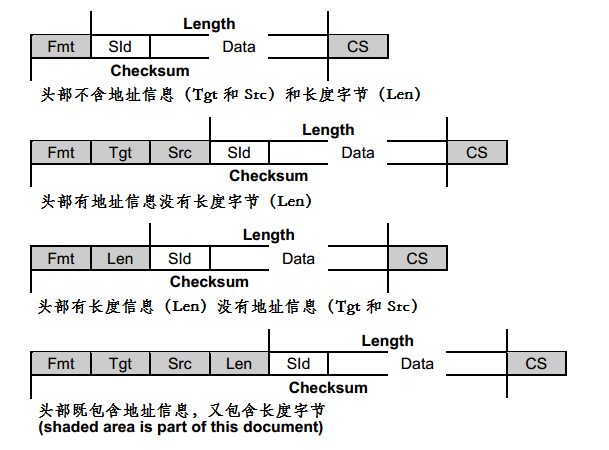 Length
Fmt SId Data CS
Checksum
头部不含地址信息（Tgt 和 Src）和长度字节（Len）
Length
Fmt Tgt Src SId Data CS
Checksum
头部有地址信息没有长度字节（Len）
Length
Fmt Len SId Data CS
Checksum
头部有长度信息（Len）没有地址信息（Tgt 和 Src）
Length
Fmt Tgt Src Len SId Data CS
Checksum
头部既包含地址信息，又包含长度字节
(shaded area is part of this document)